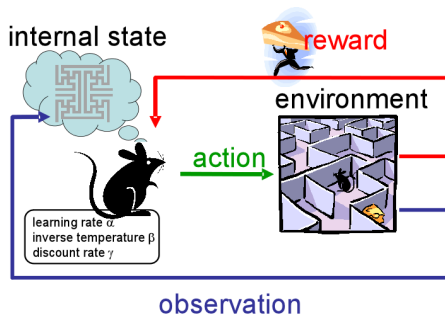 internal state
reward
environment
action
learning rate α
inverse temperature β
discount rate γ
observation